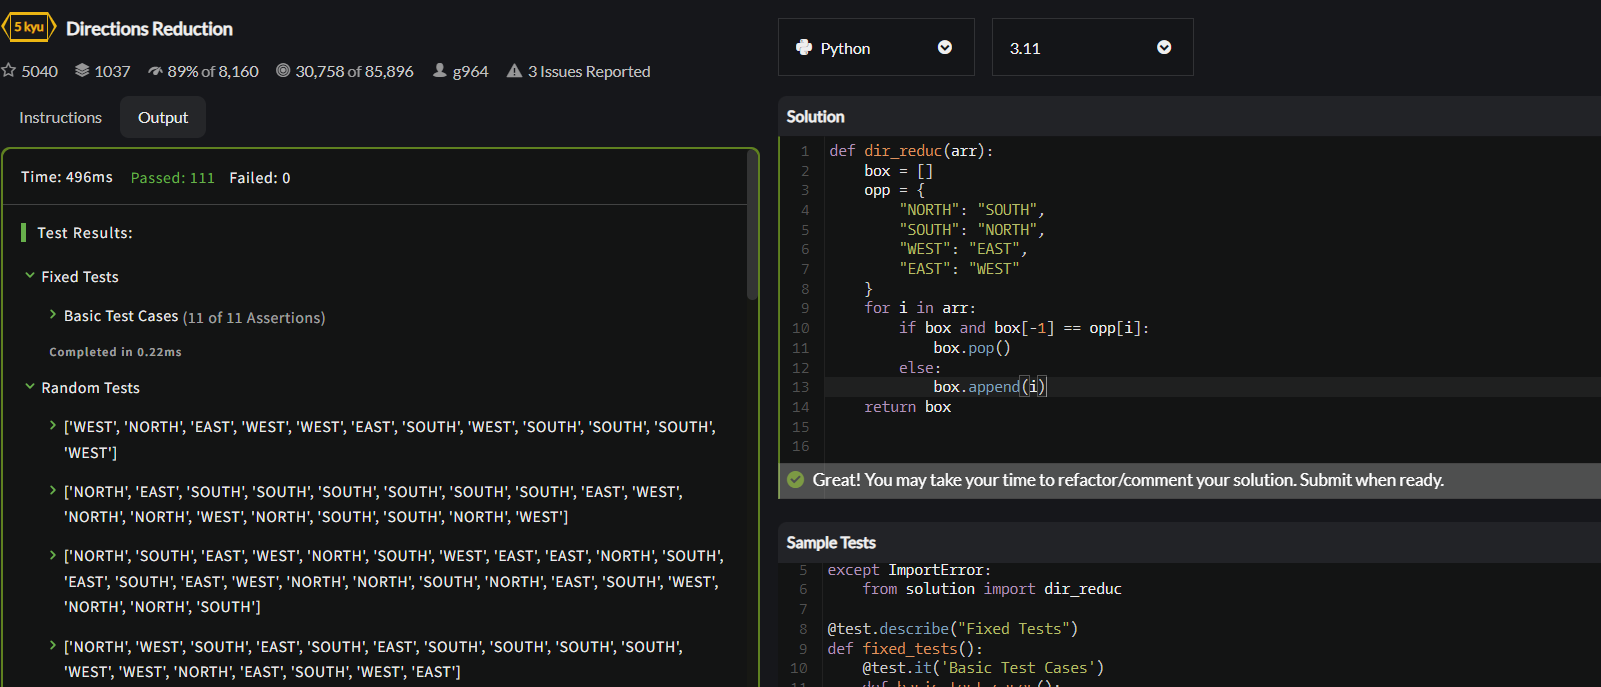 5 kyu Directions Reduction
5040 1037 89% of 8,160 30,758 of 85,896 g964 3 Issues Reported
Instructions Output
Time: 496ms Passed: 111 Failed: 0
Test Results:
Fixed Tests
Basic Test Cases (11 of 11 Assertions)
Completed in 0.22ms
Random Tests
['WEST', 'NORTH', 'EAST', 'WEST', 'WEST', 'EAST', 'SOUTH', 'WEST', 'SOUTH', 'SOUTH', 'SOUTH',
'WEST']
['NORTH', 'EAST', 'SOUTH', 'SOUTH', 'SOUTH', 'SOUTH', 'SOUTH', 'SOUTH', 'EAST', 'WEST',
'NORTH', 'NORTH', 'WEST', 'NORTH', 'SOUTH', 'SOUTH', 'NORTH', 'WEST']
['NORTH', 'SOUTH', 'EAST', 'WEST', 'NORTH', 'SOUTH', 'WEST', 'EAST', 'EAST', 'NORTH', 'SOUTH',
'EAST', 'SOUTH', 'EAST', 'WEST', 'NORTH', 'NORTH', 'SOUTH', 'NORTH', 'EAST', 'SOUTH', 'WEST',
'NORTH', 'NORTH', 'SOUTH']
['NORTH', 'WEST', 'SOUTH', 'EAST', 'SOUTH', 'EAST', 'SOUTH', 'SOUTH', 'SOUTH', 'SOUTH',
'WEST', 'WEST', 'NORTH', 'EAST', 'SOUTH', 'WEST', 'EAST']
Python 3.11
Solution
1 def dir_reduc(arr):
2 box = []
3 opp = {
4 "NORTH": "SOUTH",
5 "SOUTH": "NORTH",
6 "WEST": "EAST",
7 "EAST": "WEST"
8 }
9 for i in arr:
10 if box and box[-1] == opp[i]:
11 box.pop()
12 else:
13 box.append(i)
14 return box
15
16
Great! You may take your time to refactor/comment your solution. Submit when ready.
Sample Tests
5 except ImportError:
6 from solution import dir_reduc
7
8 @test.describe("Fixed Tests")
9 def fixed_tests():
10 @test.it('Basic Test Cases')